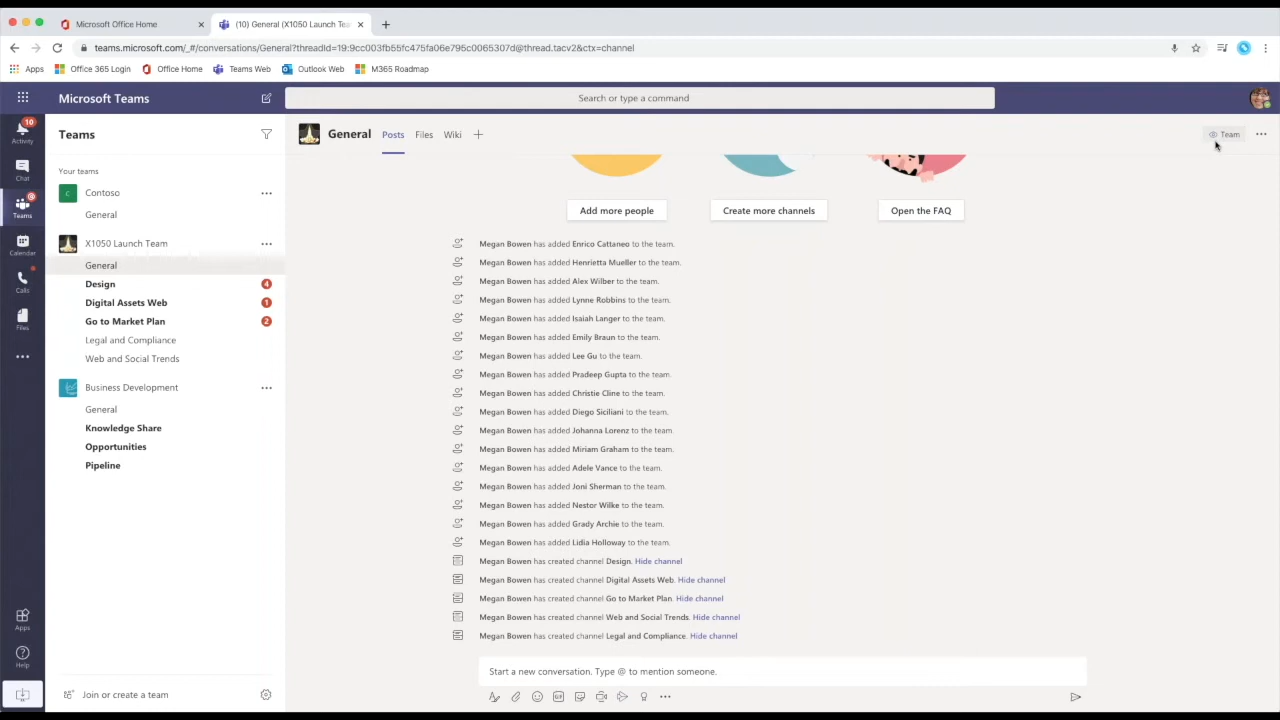 Microsoft Office Home
(10) General (X1050 Launch Tea
teams.microsoft.com/_#/conversations/General?threadId=19:9cc003fb55fc475fa06e795c0065307d@thread.tacv2&ctx=channel
Apps
Office 365 Login
Office Home
Teams Web
Outlook Web
M365 Roadmap
Microsoft Teams
Search or type a command
10
Activity
Chat
Teams
Calendar
Calls
Files
Apps
Help
Teams
Your teams
C
Contoso
General
X1050 Launch Team
General
Design 4
Digital Assets Web 1
Go to Market Plan 2
Legal and Compliance
Web and Social Trends
Business Development
General
Knowledge Share
Opportunities
Pipeline
Join or create a team
General Posts Files Wiki
Team
Add more people
Create more channels
Open the FAQ
Megan Bowen has added Enrico Cattaneo to the team.
Megan Bowen has added Henrietta Mueller to the team.
Megan Bowen has added Alex Wilber to the team.
Megan Bowen has added Lynne Robbins to the team.
Megan Bowen has added Isaiah Langer to the team.
Megan Bowen has added Emily Braun to the team.
Megan Bowen has added Lee Gu to the team.
Megan Bowen has added Pradeep Gupta to the team.
Megan Bowen has added Christie Cline to the team.
Megan Bowen has added Diego Siciliani to the team.
Megan Bowen has added Johanna Lorenz to the team.
Megan Bowen has added Miriam Graham to the team.
Megan Bowen has added Adele Vance to the team.
Megan Bowen has added Joni Sherman to the team.
Megan Bowen has added Nestor Wilke to the team.
Megan Bowen has added Grady Archie to the team.
Megan Bowen has added Lidia Holloway to the team.
Megan Bowen has created channel Design. Hide channel
Megan Bowen has created channel Digital Assets Web. Hide channel
Megan Bowen has created channel Go to Market Plan. Hide channel
Megan Bowen has created channel Web and Social Trends. Hide channel
Megan Bowen has created channel Legal and Compliance. Hide channel
Start a new conversation. Type @ to mention someone.
GIF